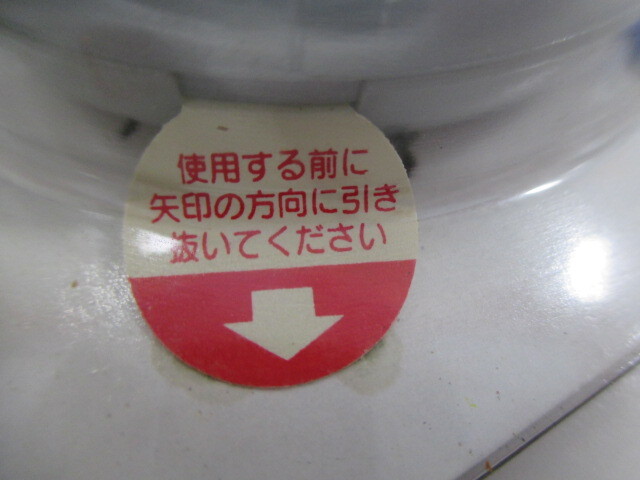 使用する前に
矢印の方向に引き
抜いてください